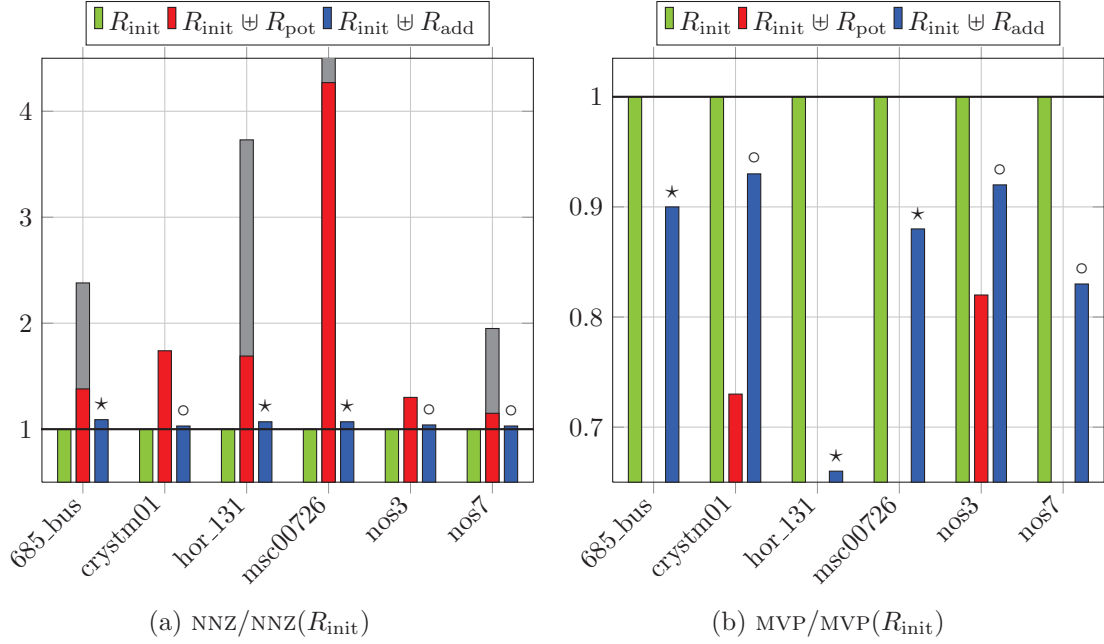 R_init R_init ⊎ R_pot R_init ⊎ R_add
4
3
2
1
⋆ ○ ⋆ ⋆ ○ ○
685_bus crystm01 hor_131 msc00726 nos3 nos7
(a) NNZ/NNZ(R_init)
R_init R_init ⊎ R_pot R_init ⊎ R_add
1
0.9
0.8
0.7
⋆ ○ ⋆ ⋆ ○ ○
685_bus crystm01 hor_131 msc00726 nos3 nos7
(b) MVP/MVP(R_init)